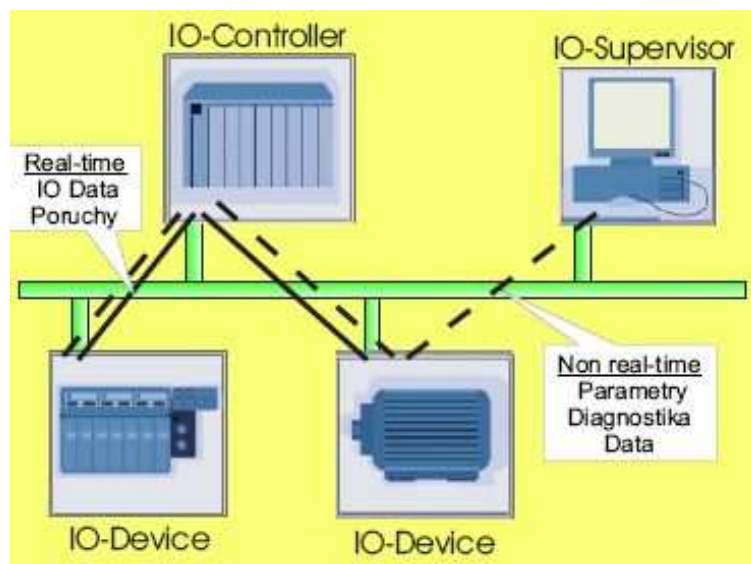 IO-Controller
IO-Supervisor
Real-time
IO Data
Poruchy
Non real-time
Parametry
Diagnostika
Data
IO-Device
IO-Device